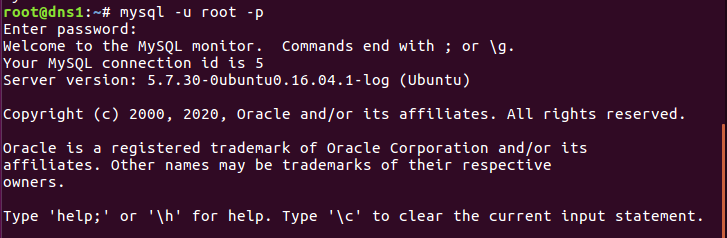 root@dns1:~# mysql -u root -p
Enter password:
Welcome to the MySQL monitor.  Commands end with ; or \g.
Your MySQL connection id is 5
Server version: 5.7.30-0ubuntu0.16.04.1-log (Ubuntu)
Copyright (c) 2000, 2020, Oracle and/or its affiliates. All rights reserved.
Oracle is a registered trademark of Oracle Corporation and/or its
affiliates. Other names may be trademarks of their respective
owners.
Type 'help;' or '\h' for help. Type '\c' to clear the current input statement.